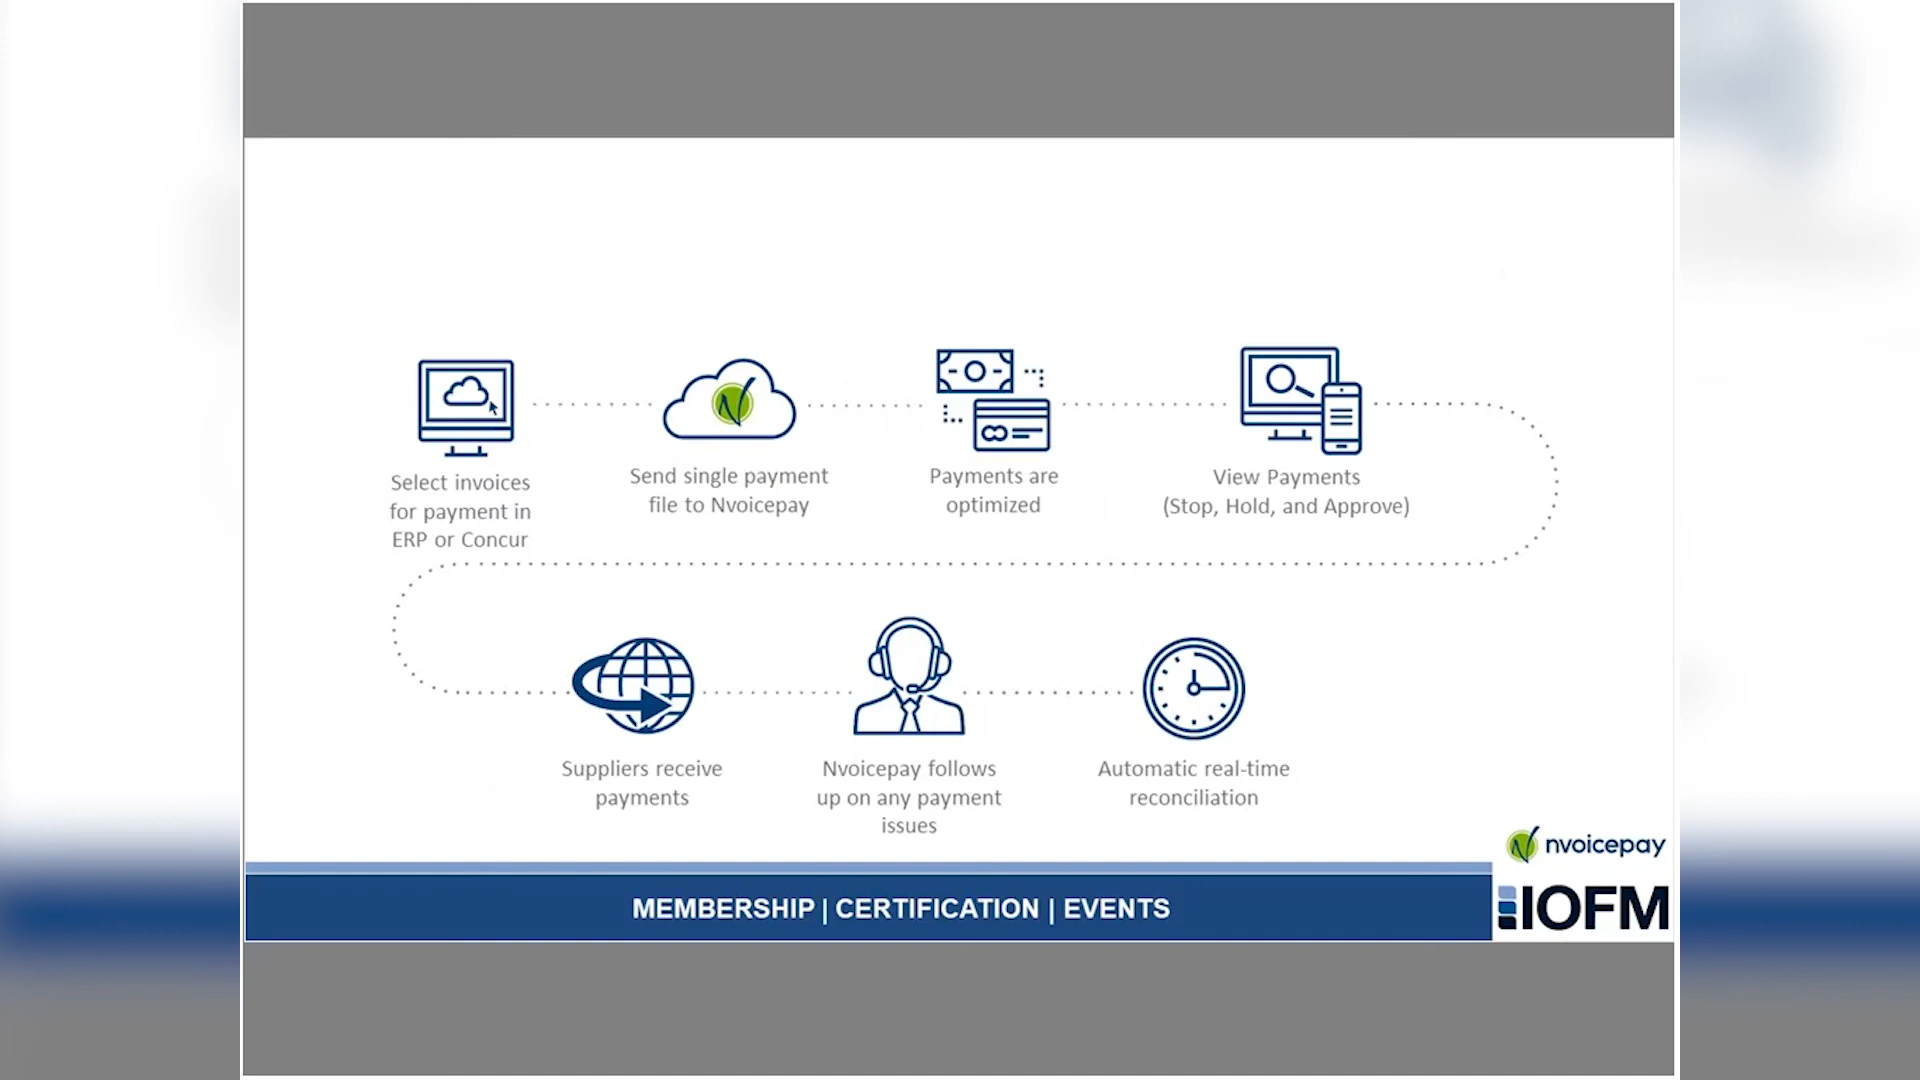 Select invoices
for payment in
ERP or Concur
Send single payment
file to Nvoicepay
Payments are
optimized
View Payments
(Stop, Hold, and Approve)
Suppliers receive
payments
Nvoicepay follows
up on any payment
issues
Automatic real-time
reconciliation
nvoicepay
MEMBERSHIP | CERTIFICATION | EVENTS
IOFM